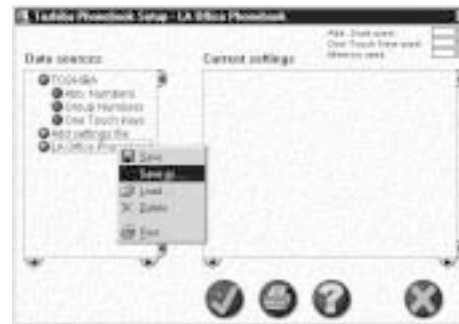 Toshiba Phonebook Setup - LA Office Phonebook
Abb. Dials used
One Touch Keys used
Memory used
Data sources
Current settings
TOSHIBA
Abb. Numbers
Group Numbers
One Touch Keys
Add settings file
LA Office Phonebook
Save
Save as...
Load
Delete
Print